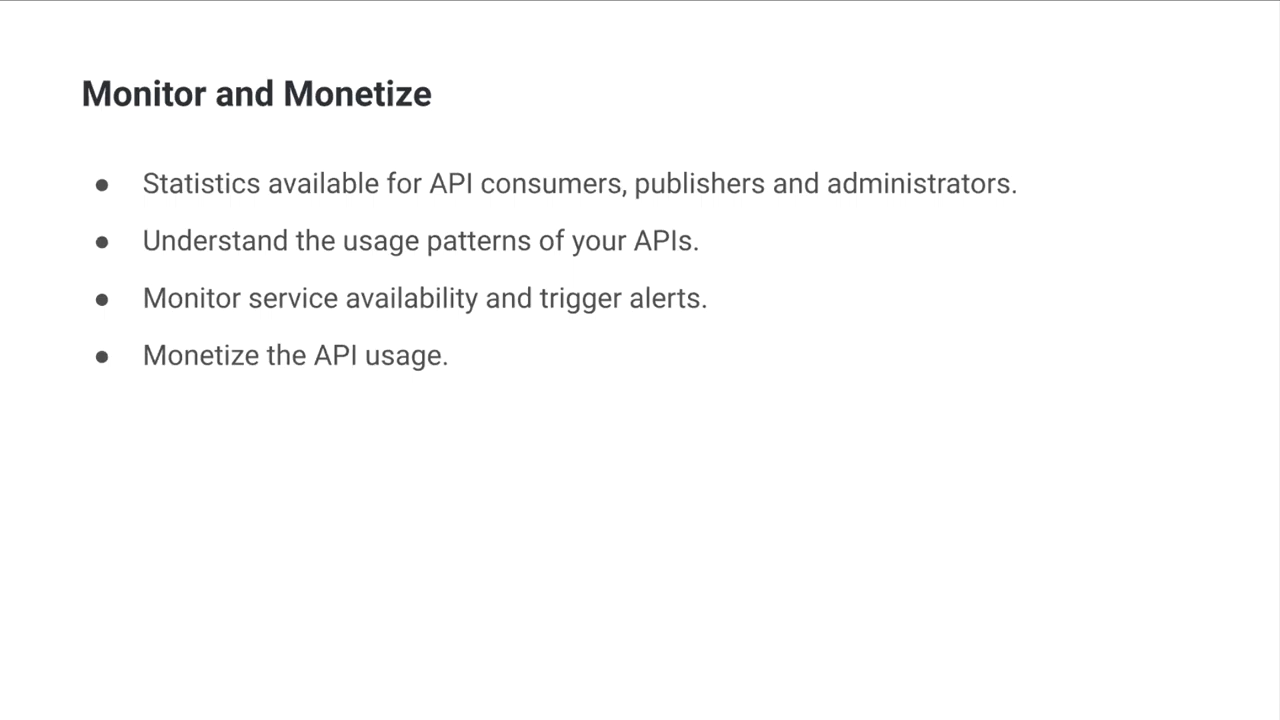 Monitor and Monetize
● Statistics available for API consumers, publishers and administrators.
● Understand the usage patterns of your APIs.
● Monitor service availability and trigger alerts.
● Monetize the API usage.